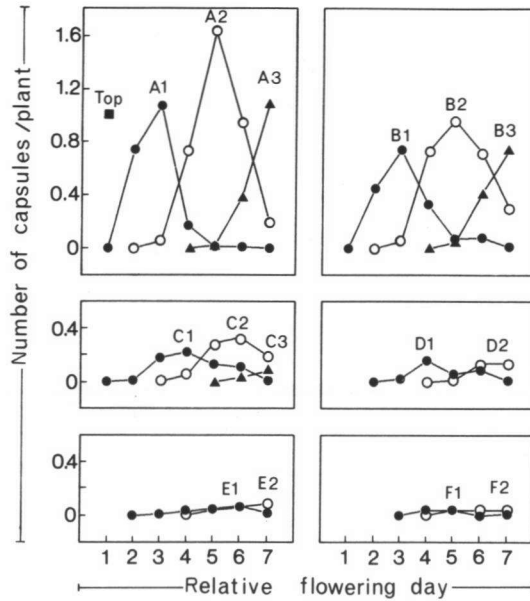 Number of capsules/plant
1.6
1.2
0.8
0.4
0
Top
A1
A2
A3
B1
B2
B3
0.4
0
C1
C2
C3
D1
D2
0.4
0
E1
E2
F1
F2
1 2 3 4 5 6 7
1 2 3 4 5 6 7
Relative flowering day